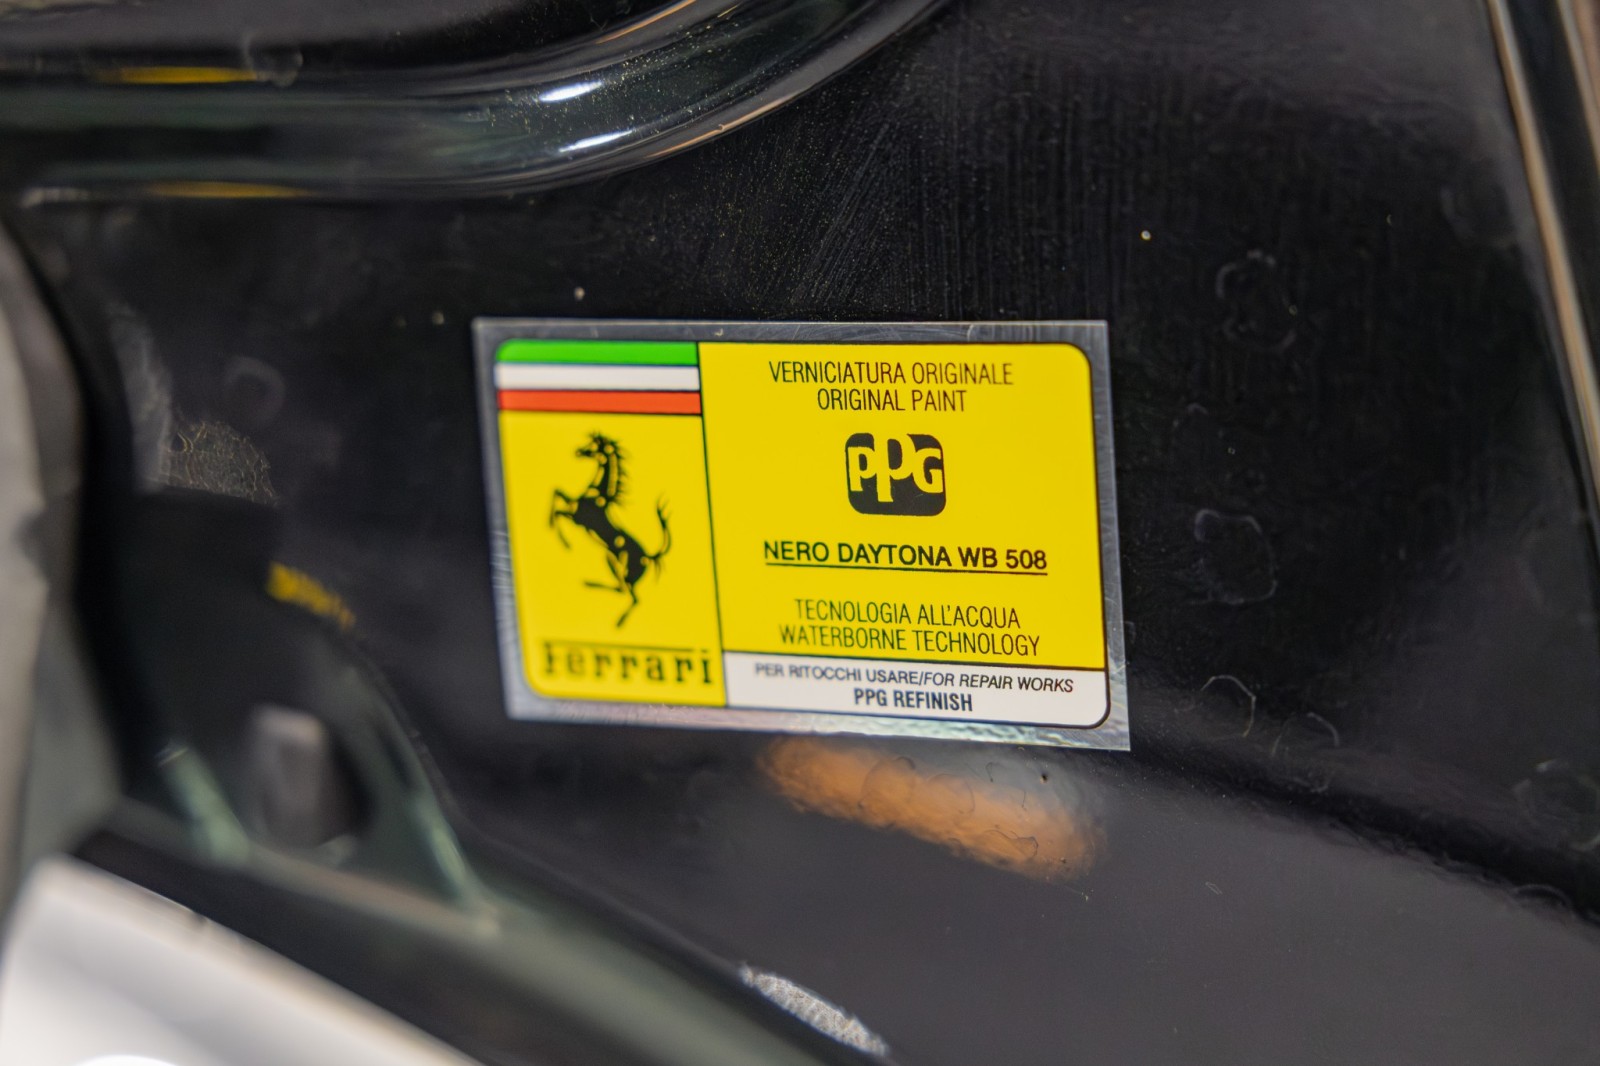 VERNICIATURA ORIGINALE
ORIGINAL PAINT
PPG
NERO DAYTONA WB 508
TECNOLOGIA ALL'ACQUA
WATERBORNE TECHNOLOGY
Ferrari
PER RITOCCHI USARE/FOR REPAIR WORKS
PPG REFINISH